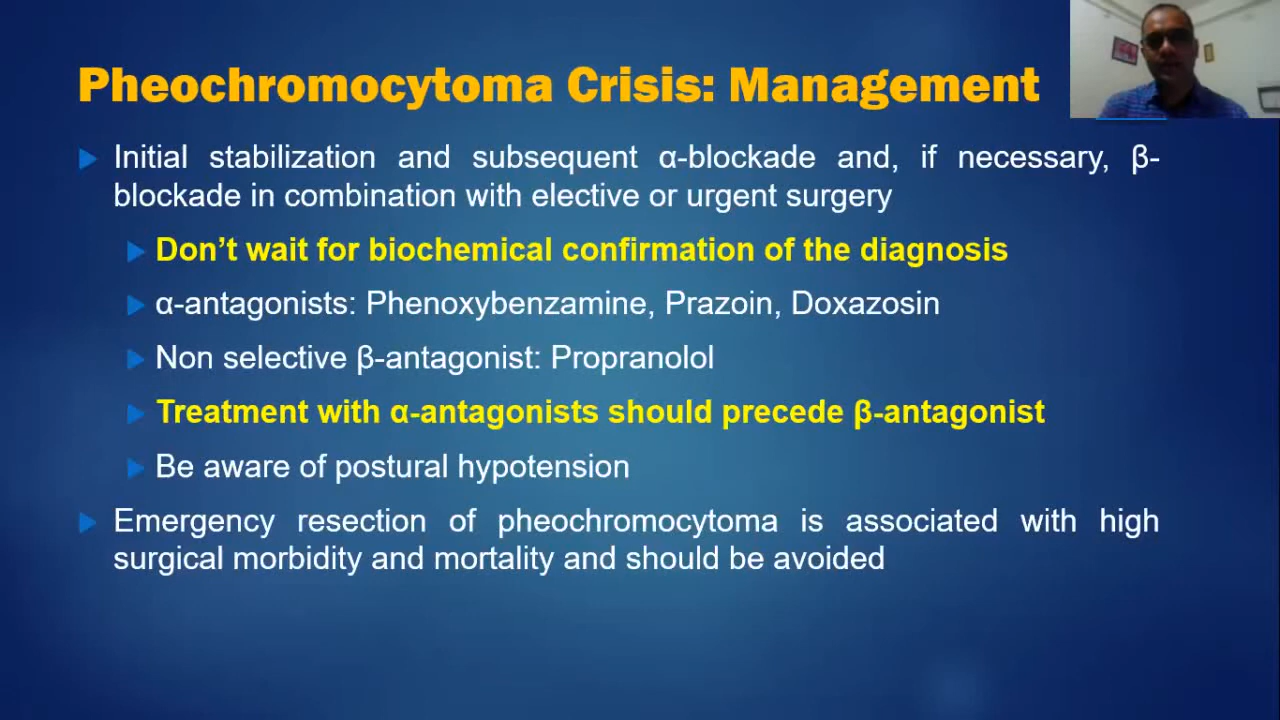 Pheochromocytoma Crisis: Management
Initial stabilization and subsequent α-blockade and, if necessary, β-
blockade in combination with elective or urgent surgery
Don’t wait for biochemical confirmation of the diagnosis
α-antagonists: Phenoxybenzamine, Prazoin, Doxazosin
Non selective β-antagonist: Propranolol
Treatment with α-antagonists should precede β-antagonist
Be aware of postural hypotension
Emergency resection of pheochromocytoma is associated with high
surgical morbidity and mortality and should be avoided